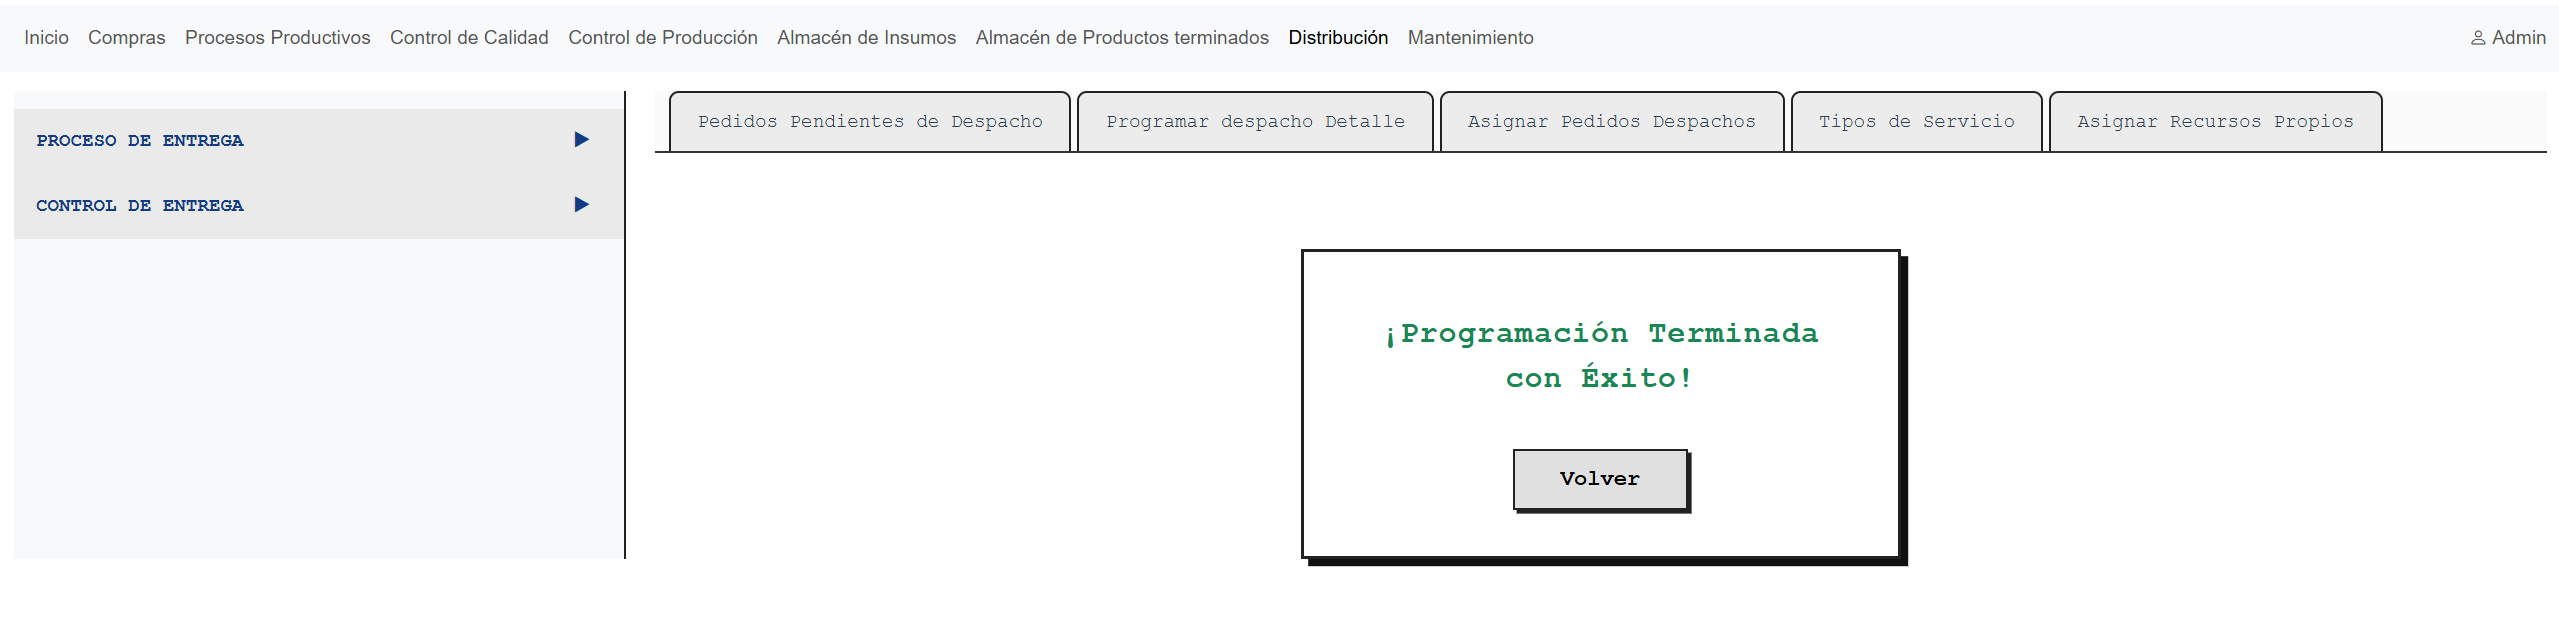 Inicio Compras Procesos Productivos Control de Calidad Control de Producción Almacén de Insumos Almacén de Productos terminados Distribución Mantenimiento Admin
PROCESO DE ENTREGA
CONTROL DE ENTREGA
Pedidos Pendientes de Despacho Programar despacho Detalle Asignar Pedidos Despachos Tipos de Servicio Asignar Recursos Propios
¡Programación Terminada
con Éxito!
Volver